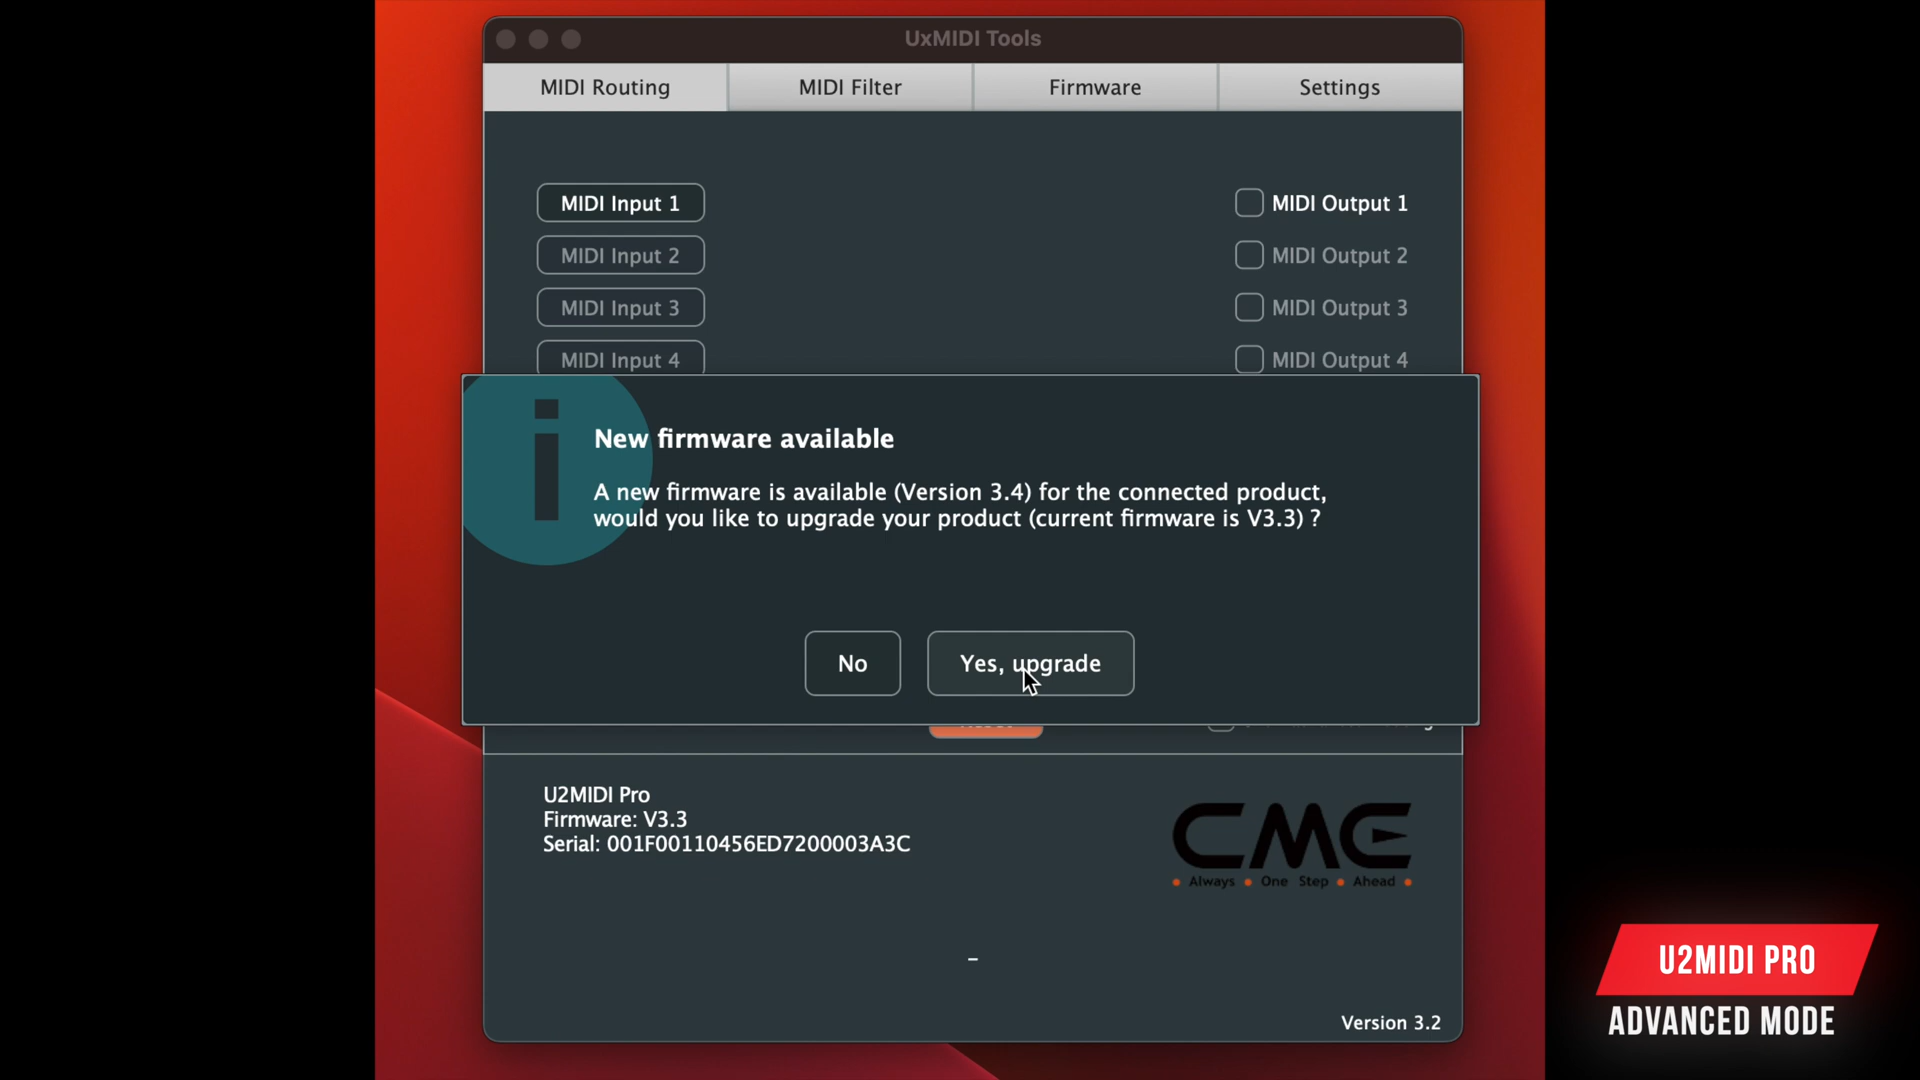 UxMIDI Tools
MIDI Routing
MIDI Filter
Firmware
Settings
MIDI Input 1
MIDI Output 1
MIDI Input 2
MIDI Output 2
MIDI Input 3
MIDI Output 3
MIDI Input 4
MIDI Output 4
New firmware available
A new firmware is available (Version 3.4) for the connected product,
would you like to upgrade your product (current firmware is V3.3) ?
No
Yes, upgrade
U2MIDI Pro
Firmware: V3.3
Serial: 001F00110456ED7200003A3C
CME
Always One Step Ahead
-
Version 3.2
U2MIDI PRO
ADVANCED MODE